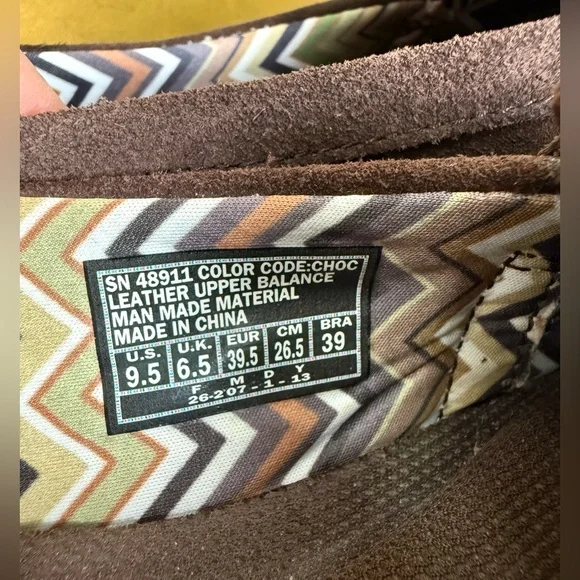 SN 48911 COLOR CODE:CHOC
LEATHER UPPER BALANCE
MAN MADE MATERIAL
MADE IN CHINA
U.S. U.K. EUR CM BRA
9.5 6.5 39.5 26.5 39
F M D Y
26-207-1-13